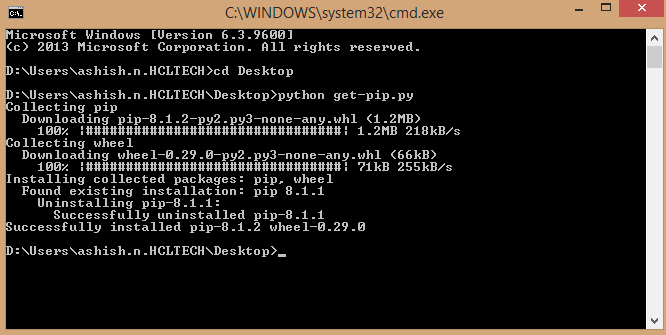 C:\WINDOWS\system32\cmd.exe
Microsoft Windows [Version 6.3.9600]
(c) 2013 Microsoft Corporation. All rights reserved.
D:\Users\ashish.n.HCLTECH>cd Desktop
D:\Users\ashish.n.HCLTECH\Desktop>python get-pip.py
Collecting pip
Downloading pip-8.1.2-py2.py3-none-any.whl (1.2MB)
100% |################################| 1.2MB 218kB/s
Collecting wheel
Downloading wheel-0.29.0-py2.py3-none-any.whl (66kB)
100% |################################| 71kB 255kB/s
Installing collected packages: pip, wheel
Found existing installation: pip 8.1.1
Uninstalling pip-8.1.1:
Successfully uninstalled pip-8.1.1
Successfully installed pip-8.1.2 wheel-0.29.0
D:\Users\ashish.n.HCLTECH\Desktop>_